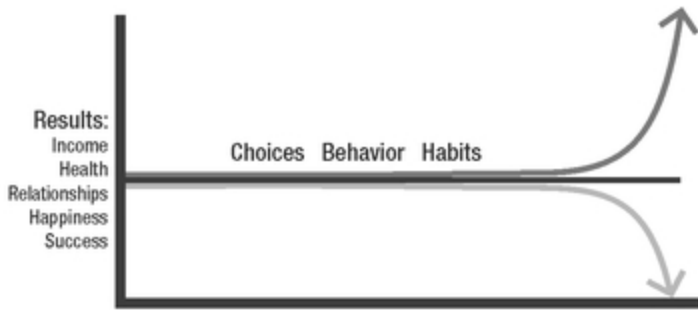 Results:
Income
Health
Relationships
Happiness
Success
Choices Behavior Habits